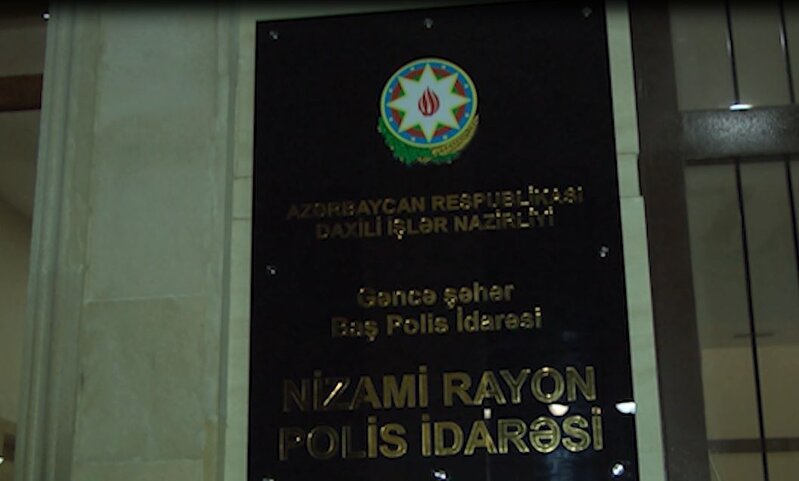 AZƏRBAYCAN RESPUBLİKASI
DAXİLİ İŞLƏR NAZİRLİYİ
Gəncə şəhər
Baş Polis İdarəsi
NİZAMİ RAYON
POLİS İDARƏSİ